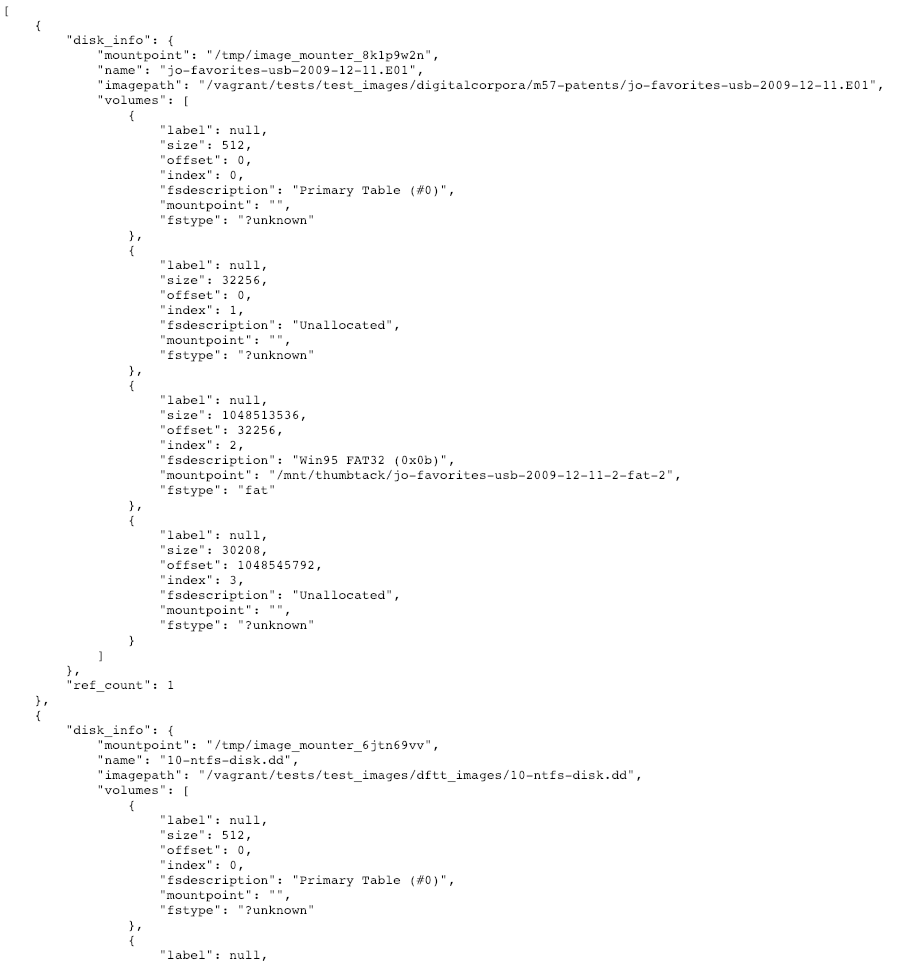 [
    {
        "disk_info": {
            "mountpoint": "/tmp/image_mounter_8klp9w2n",
            "name": "jo-favorites-usb-2009-12-11.E01",
            "imagepath": "/vagrant/tests/test_images/digitalcorpora/m57-patents/jo-favorites-usb-2009-12-11.E01",
            "volumes": [
                {
                    "label": null,
                    "size": 512,
                    "offset": 0,
                    "index": 0,
                    "fsdescription": "Primary Table (#0)",
                    "mountpoint": "",
                    "fstype": "?unknown"
                },
                {
                    "label": null,
                    "size": 32256,
                    "offset": 0,
                    "index": 1,
                    "fsdescription": "Unallocated",
                    "mountpoint": "",
                    "fstype": "?unknown"
                },
                {
                    "label": null,
                    "size": 1048513536,
                    "offset": 32256,
                    "index": 2,
                    "fsdescription": "Win95 FAT32 (0x0b)",
                    "mountpoint": "/mnt/thumbtack/jo-favorites-usb-2009-12-11-2-fat-2",
                    "fstype": "fat"
                },
                {
                    "label": null,
                    "size": 30208,
                    "offset": 1048545792,
                    "index": 3,
                    "fsdescription": "Unallocated",
                    "mountpoint": "",
                    "fstype": "?unknown"
                }
            ]
        },
        "ref_count": 1
    },
    {
        "disk_info": {
            "mountpoint": "/tmp/image_mounter_6jtn69vv",
            "name": "10-ntfs-disk.dd",
            "imagepath": "/vagrant/tests/test_images/dftt_images/10-ntfs-disk.dd",
            "volumes": [
                {
                    "label": null,
                    "size": 512,
                    "offset": 0,
                    "index": 0,
                    "fsdescription": "Primary Table (#0)",
                    "mountpoint": "",
                    "fstype": "?unknown"
                },
                {
                    "label": null,